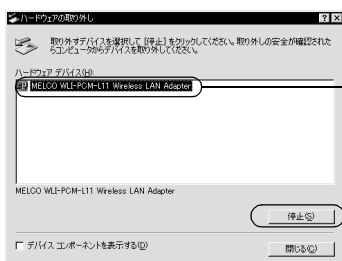 ハードウェアの取り外し
取り外すデバイスを選択して [停止] をクリックしてください。取り外しの安全が確認された
らコンピュータからデバイスを取り外してください。
ハードウェア デバイス(H):
MELCO WLI-PCM-L11 Wireless LAN Adapter
MELCO WLI-PCM-L11 Wireless LAN Adapter
停止(S)
デバイス コンポーネントを表示する(D)
閉じる(C)